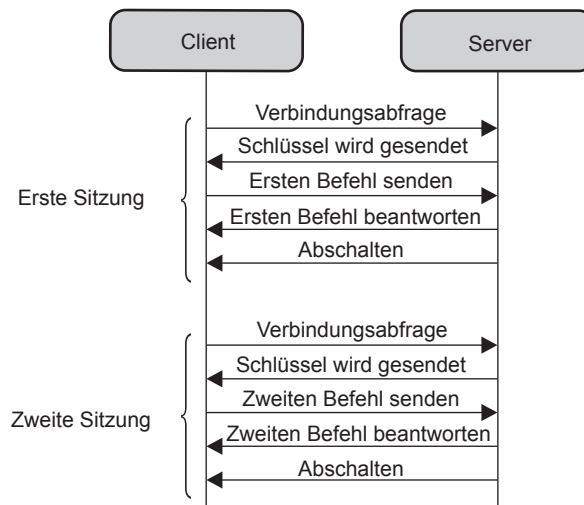 Client
Server
Verbindungsabfrage
Schlüssel wird gesendet
Ersten Befehl senden
Erste Sitzung
Ersten Befehl beantworten
Abschalten
Verbindungsabfrage
Schlüssel wird gesendet
Zweiten Befehl senden
Zweite Sitzung
Zweiten Befehl beantworten
Abschalten